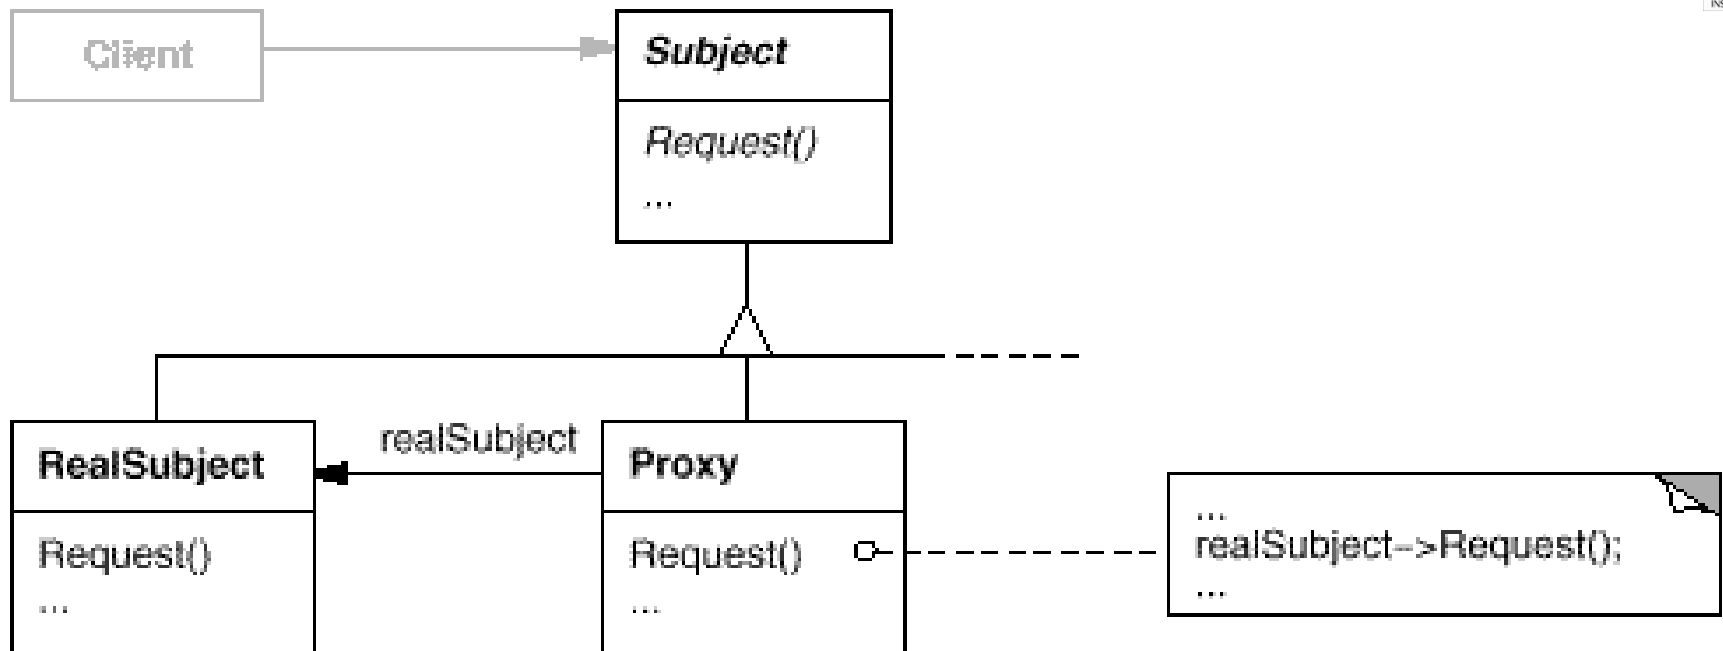 Client
Subject
Request()
...
realSubject
RealSubject
Request()
...
Proxy
Request()
...
...
realSubject->Request();
...